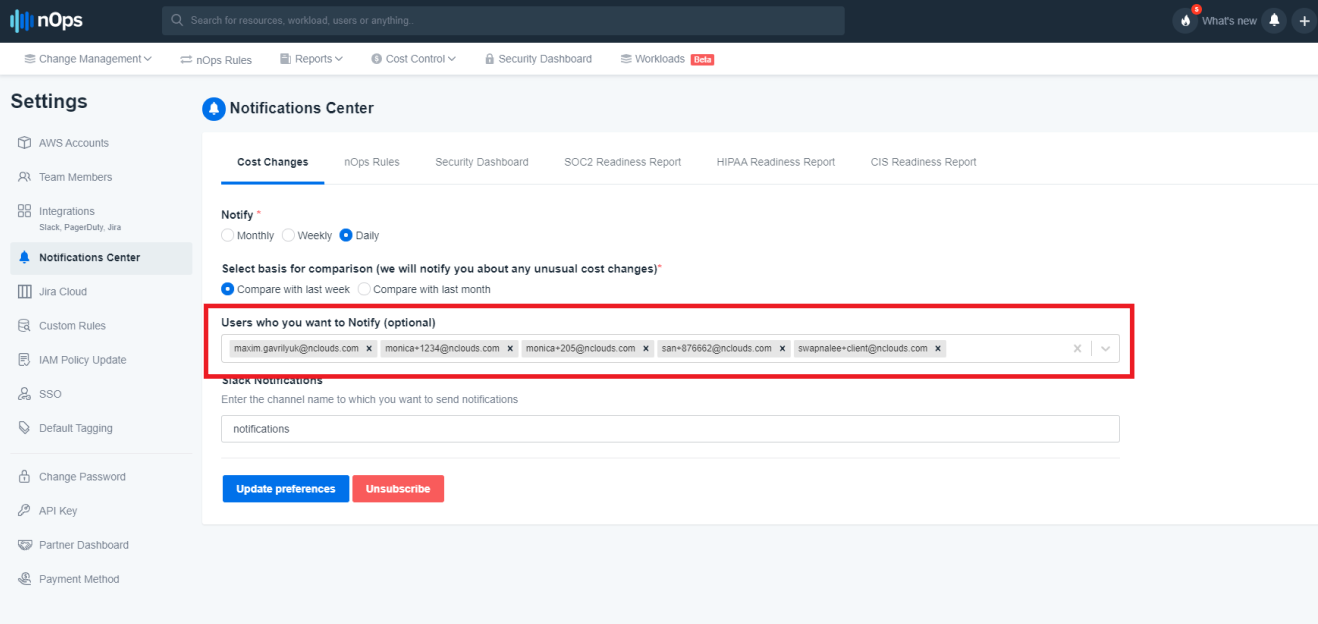 nOps
Search for resources, workload, users or anything..
5
What's new
Change Management
nOps Rules
Reports
Cost Control
Security Dashboard
Workloads Beta
Settings
AWS Accounts
Team Members
Integrations
Slack, PagerDuty, Jira
Notifications Center
Jira Cloud
Custom Rules
IAM Policy Update
SSO
Default Tagging
Change Password
API Key
Partner Dashboard
Payment Method
Notifications Center
Cost Changes nOps Rules Security Dashboard SOC2 Readiness Report HIPAA Readiness Report CIS Readiness Report
Notify *
Monthly Weekly Daily
Select basis for comparison (we will notify you about any unusual cost changes)*
Compare with last week Compare with last month
Users who you want to Notify (optional)
maxim.gavrilyuk@nclouds.com × monica+1234@nclouds.com × monica+205@nclouds.com × san+876662@nclouds.com × swapnalee+client@nclouds.com ×
Slack Notifications
Enter the channel name to which you want to send notifications
notifications
Update preferences Unsubscribe